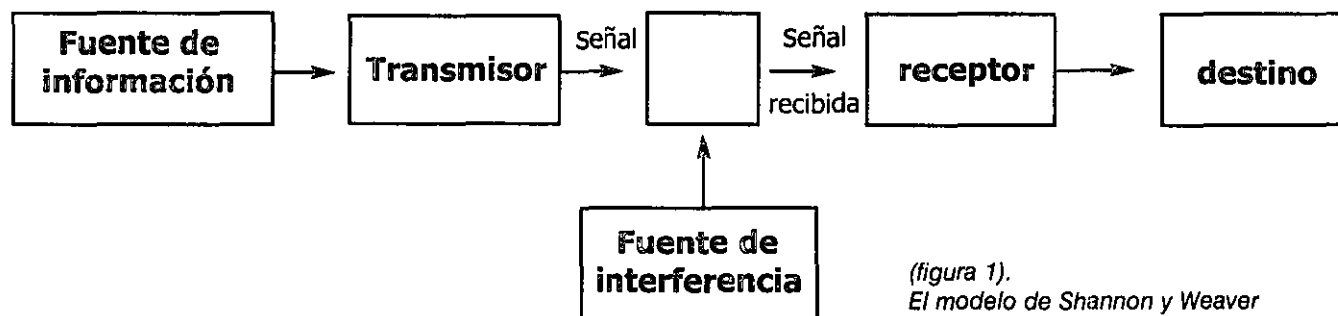 Fuente de
información
Transmisor
Señal
Señal
recibida
receptor
destino
Fuente de
interferencia
(figura 1).
El modelo de Shannon y Weaver